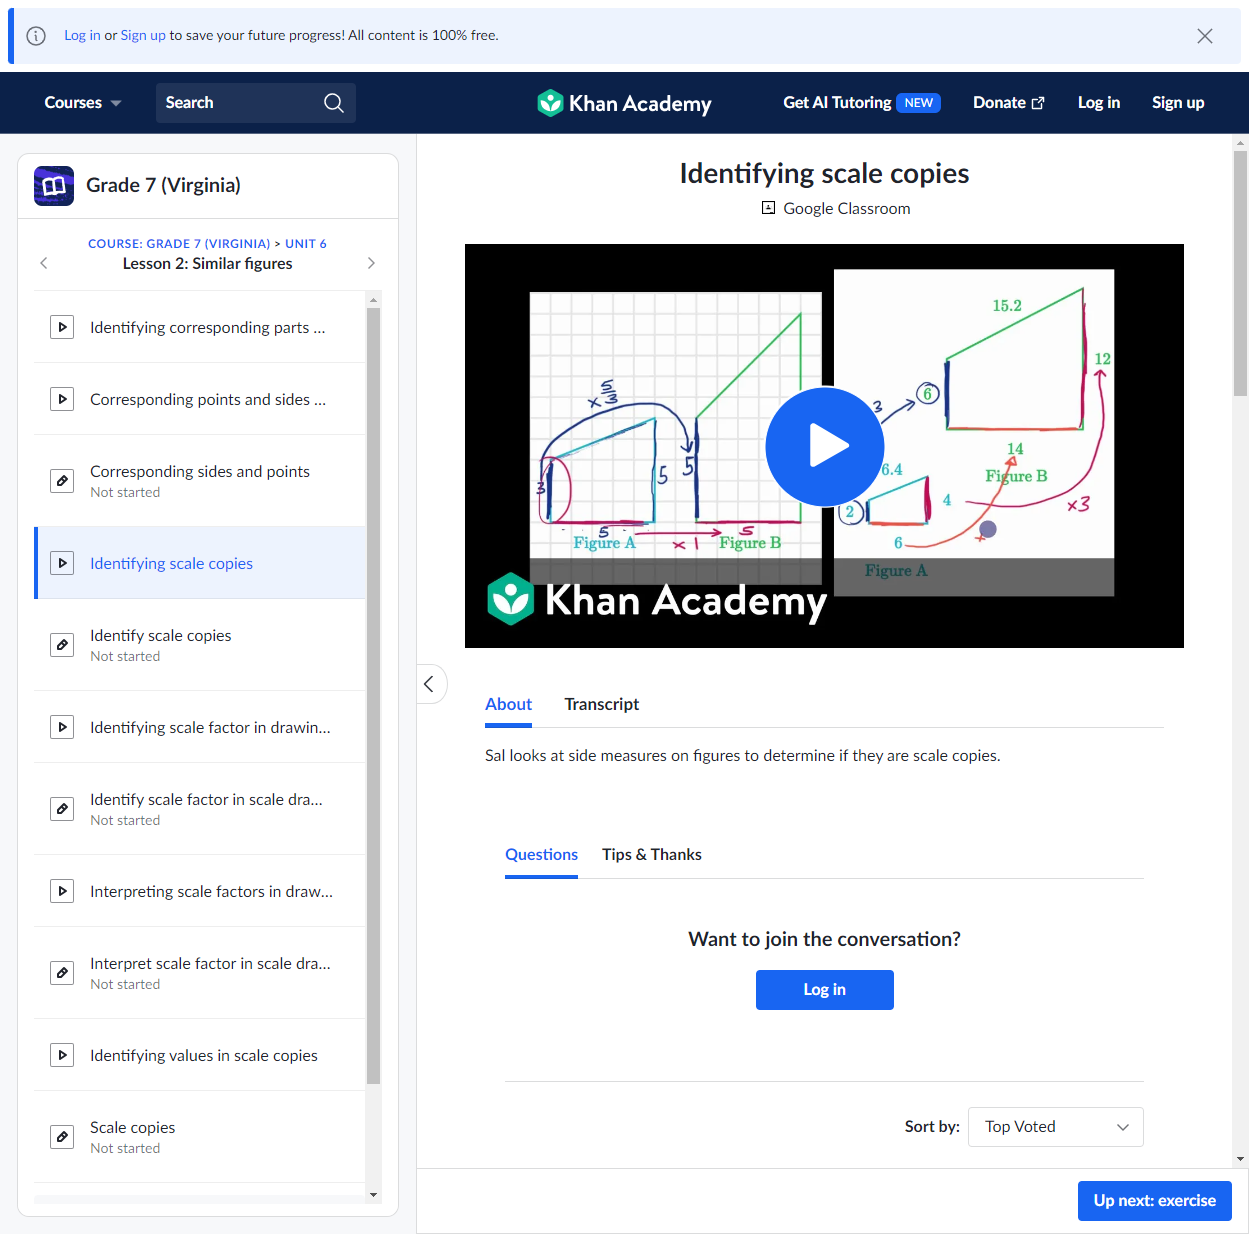 Log in or Sign up to save your future progress! All content is 100% free.
Courses
Search
Khan Academy
Get AI Tutoring NEW
Donate
Log in
Sign up
Grade 7 (Virginia)
COURSE: GRADE 7 (VIRGINIA) > UNIT 6
Lesson 2: Similar figures
Identifying corresponding parts ...
Corresponding points and sides ...
Corresponding sides and points
Not started
Identifying scale copies
Identify scale copies
Not started
Identifying scale factor in drawin...
Identify scale factor in scale dra...
Not started
Interpreting scale factors in draw...
Interpret scale factor in scale dra...
Not started
Identifying values in scale copies
Scale copies
Not started
Identifying scale copies
Google Classroom
x 5/3
3
5
5
5
5
x 1
Figure A
Figure B
15.2
12
3
6
14
Figure B
6.4
2
4
6
x3
x
Figure A
Khan Academy
About
Transcript
Sal looks at side measures on figures to determine if they are scale copies.
Questions
Tips & Thanks
Want to join the conversation?
Log in
Sort by:
Top Voted
Up next: exercise